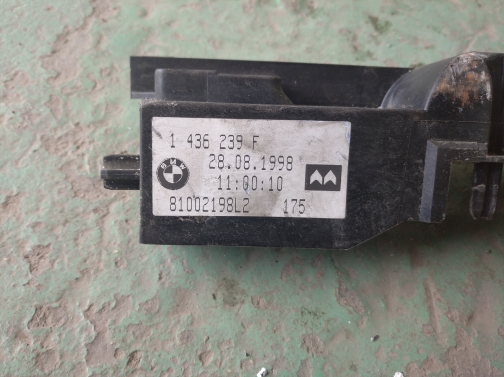 1 436 239 F
28.08.1998
BMW
11:00:10
81002198L2 175